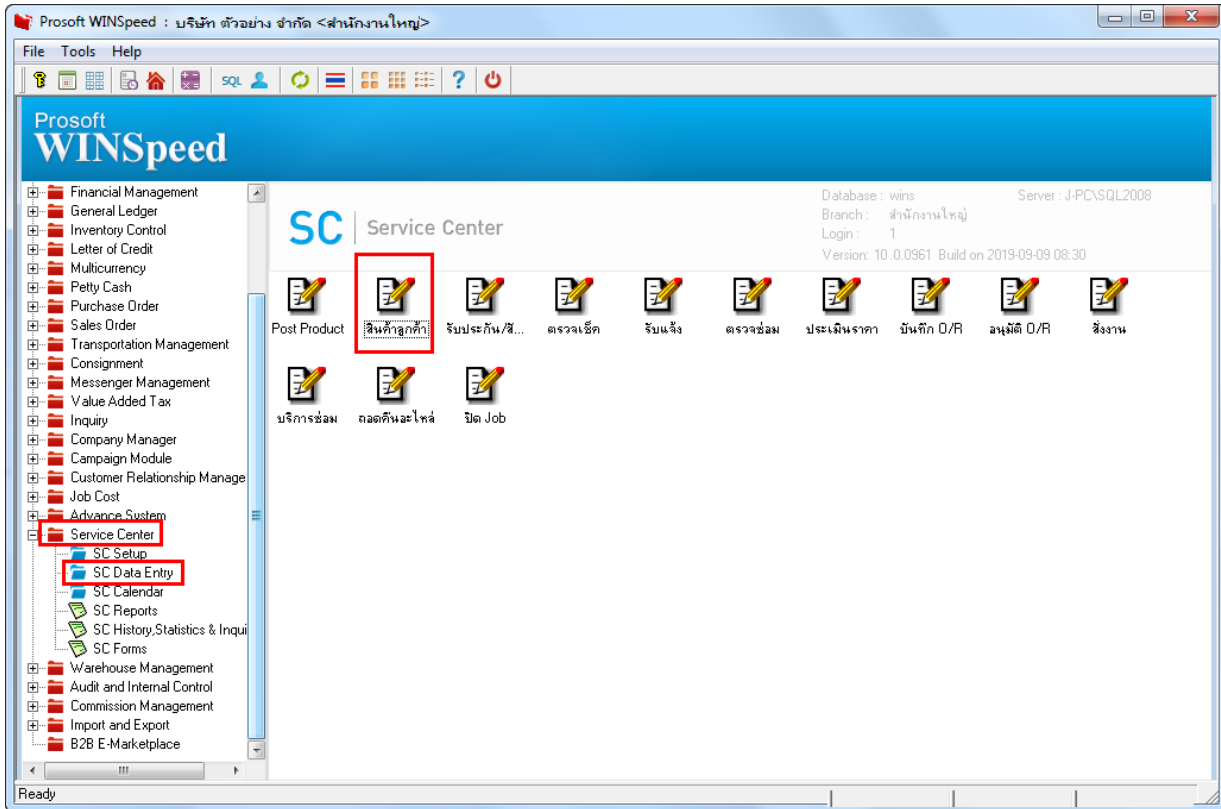 Prosoft WINSpeed : บริษัท ตัวอย่าง จำกัด <สำนักงานใหญ่>
File Tools Help
SQL
Prosoft
WINSpeed
Financial Management
General Ledger
Inventory Control
Letter of Credit
Multicurrency
Petty Cash
Purchase Order
Sales Order
Transportation Management
Consignment
Messenger Management
Value Added Tax
Inquiry
Company Manager
Campaign Module
Customer Relationship Manage
Job Cost
Advance System
Service Center
SC Setup
SC Data Entry
SC Calendar
SC Reports
SC History,Statistics & Inqui
SC Forms
Warehouse Management
Audit and Internal Control
Commission Management
Import and Export
B2B E-Marketplace
SC Service Center
Database : wins Server : J-PC\SQL2008
Branch : สำนักงานใหญ่
Login : 1
Version: 10.0.0961 Build on 2019-09-09 08:30
Post Product สินค้าลูกค้า รับประกัน/สั... ตรวจเช็ค รับแจ้ง ตรวจซ่อม ประเมินราคา บันทึก O/R อนุมัติ O/R สั่งงาน
บริการซ่อม ถอดคืนอะไหล่ ปิด Job
Ready